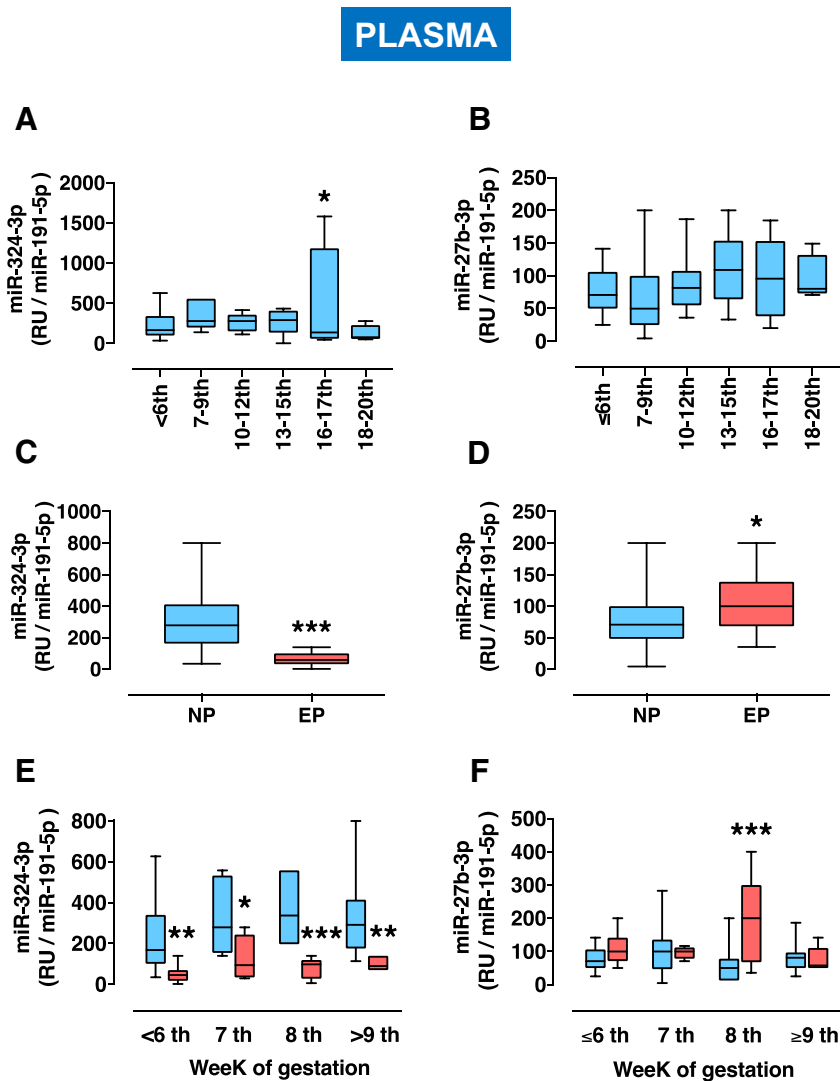 PLASMA
A
miR-324-3p
(RU / miR-191-5p )
2000
1500
1000
500
0
*
<6th
7-9th
10-12th
13-15th
16-17th
18-20th
B
miR-27b-3p
(RU / miR-191-5p )
250
200
150
100
50
0
≤6th
7-9th
10-12th
13-15th
16-17th
18-20th
C
miR-324-3p
(RU / miR-191-5p )
1000
800
600
400
200
0
***
NP
EP
D
miR-27b-3p
(RU / miR-191-5p )
250
200
150
100
50
0
*
NP
EP
E
miR-324-3p
(RU / miR-191-5p )
800
600
400
200
0
**
*
***
**
<6 th
7 th
8 th
>9 th
WeeK of gestation
F
miR-27b-3p
(RU / miR-191-5p )
500
400
300
200
100
0
***
≤6 th
7 th
8 th
≥9 th
WeeK of gestation